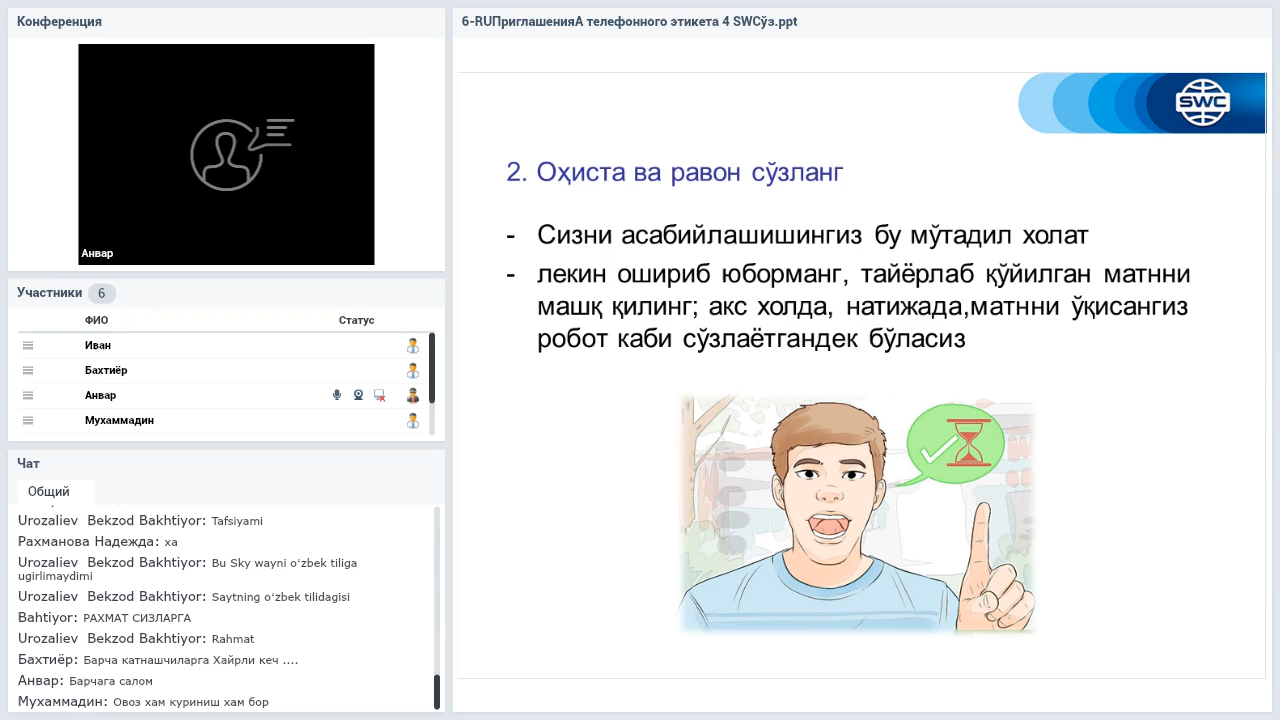 Конференция
Анвар
Участники 6
ФИО Статус
Иван
Бахтиёр
Анвар
Мухаммадин
Чат
Общий
Urozaliev Bekzod Bakhtiyor: Tafsiyami
Рахманова Надежда: ха
Urozaliev Bekzod Bakhtiyor: Bu Sky wayni o‘zbek tiliga
ugirlimaydimi
Urozaliev Bekzod Bakhtiyor: Saytning o‘zbek tilidagisi
Bahtiyor: РАХМАТ СИЗЛАРГА
Urozaliev Bekzod Bakhtiyor: Rahmat
Бахтиёр: Барча катнашчиларга Хайрли кеч ....
Анвар: Барчага салом
Мухаммадин: Овоз хам куриниш хам бор
6-RUПриглашенияА телефонного этикета 4 SWCўз.ppt
SWC
2. Оҳиста ва равон сўзланг
- Сизни асабийлашишингиз бу мўтадил холат
- лекин ошириб юборманг, тайёрлаб қўйилган матнни
машқ қилинг; акс холда, натижада,матнни ўқисангиз
робот каби сўзлаётгандек бўласиз